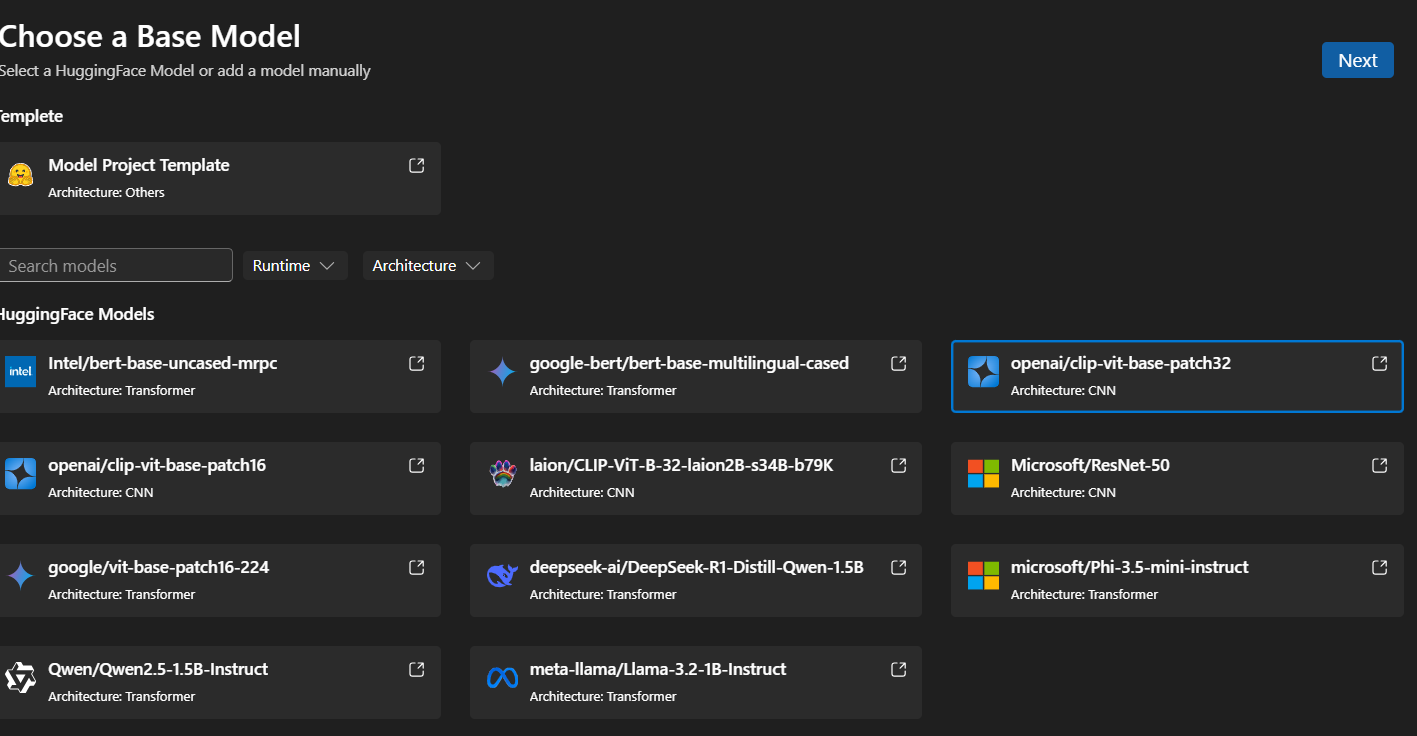 Choose a Base Model
Select a HuggingFace Model or add a model manually
Next
Templete
Model Project Template
Architecture: Others
Search models
Runtime
Architecture
HuggingFace Models
Intel/bert-base-uncased-mrpc
Architecture: Transformer
google-bert/bert-base-multilingual-cased
Architecture: Transformer
openai/clip-vit-base-patch32
Architecture: CNN
intel
openai/clip-vit-base-patch16
Architecture: CNN
laion/CLIP-ViT-B-32-laion2B-s34B-b79K
Architecture: CNN
Microsoft/ResNet-50
Architecture: CNN
google/vit-base-patch16-224
Architecture: Transformer
deepseek-ai/DeepSeek-R1-Distill-Qwen-1.5B
Architecture: Transformer
microsoft/Phi-3.5-mini-instruct
Architecture: Transformer
Qwen/Qwen2.5-1.5B-Instruct
Architecture: Transformer
meta-llama/Llama-3.2-1B-Instruct
Architecture: Transformer